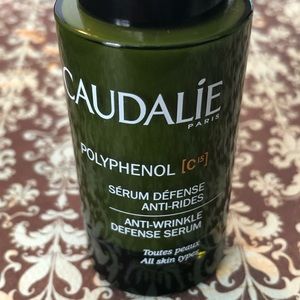 CAUDALIE
PARIS
POLYPHENOL [C15]
SÉRUM DÉFENSE
ANTI-RIDES
ANTI-WRINKLE
DEFENSE SERUM
Toutes peaux
All skin types